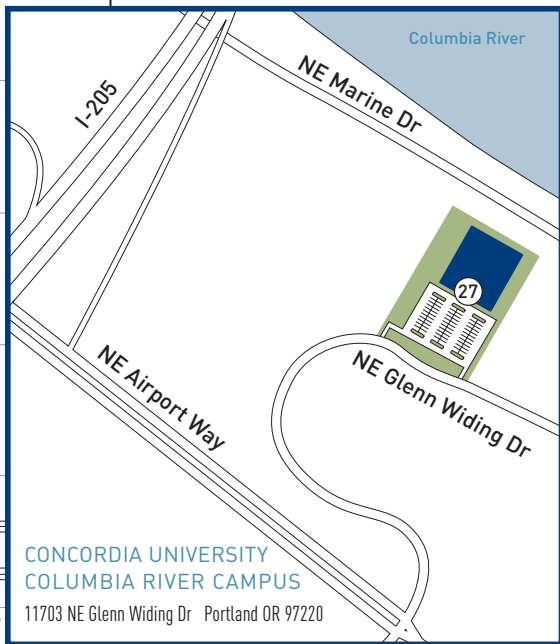 Columbia River
NE Marine Dr
I-205
27
NE Glenn Widing Dr
NE Airport Way
CONCORDIA UNIVERSITY
COLUMBIA RIVER CAMPUS
11703 NE Glenn Widing Dr Portland OR 97220